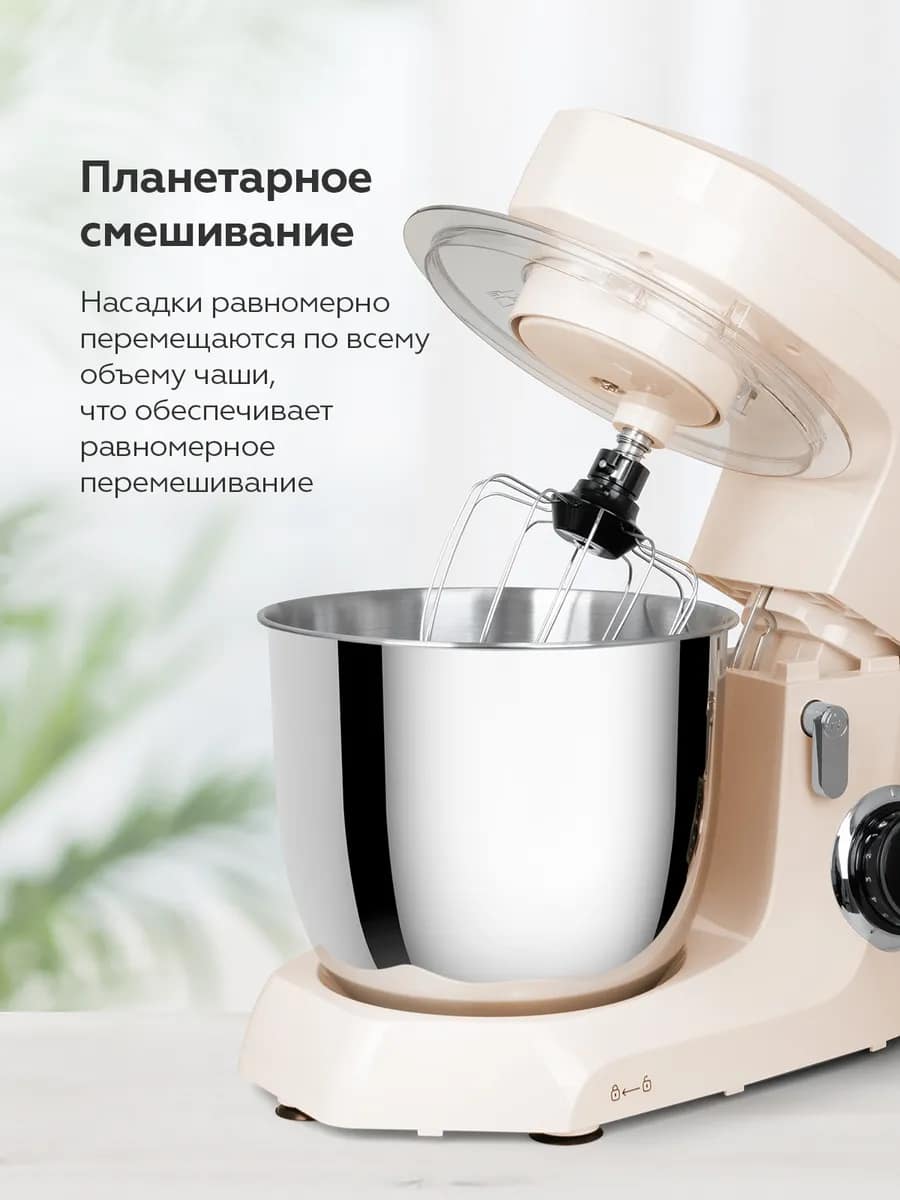 Планетарное
смешивание
Насадки равномерно
перемещаются по всему
объему чаши,
что обеспечивает
равномерное
перемешивание